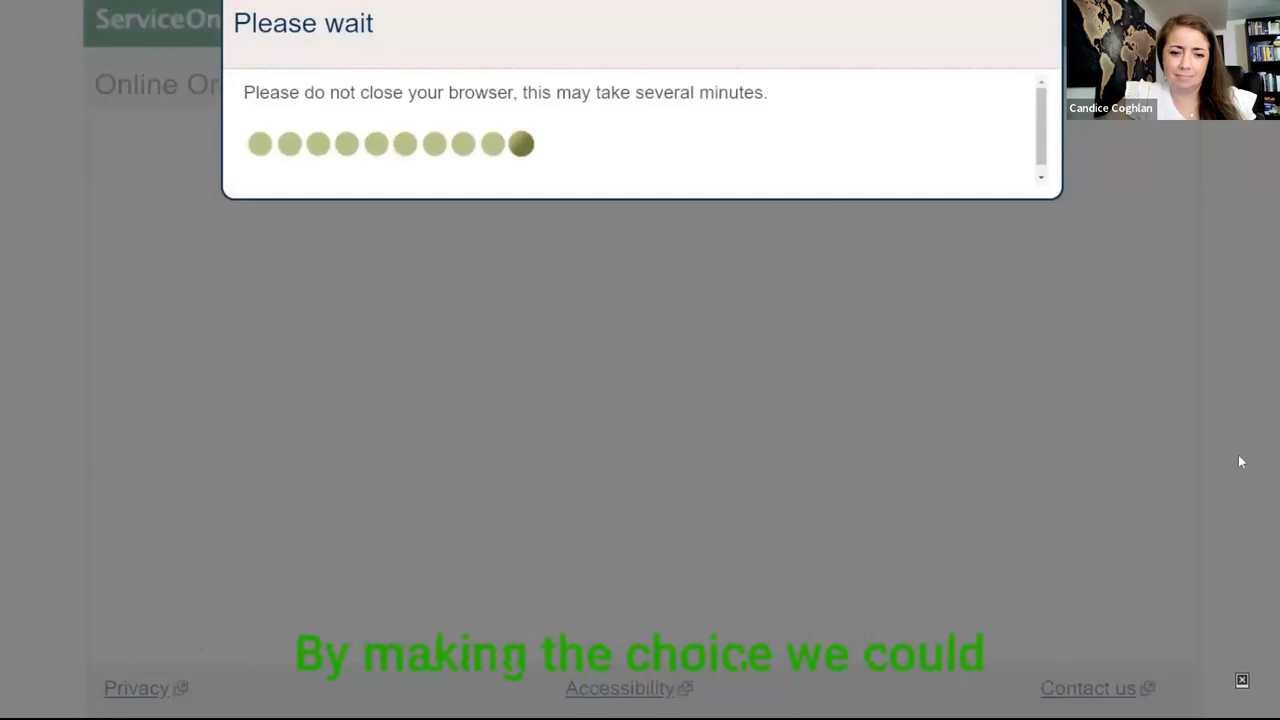 ServiceOn
Please wait
Candice Coghlan
Online Or
Please do not close your browser, this may take several minutes.
By making the choice we could
Privacy
Accessibility
Contact us